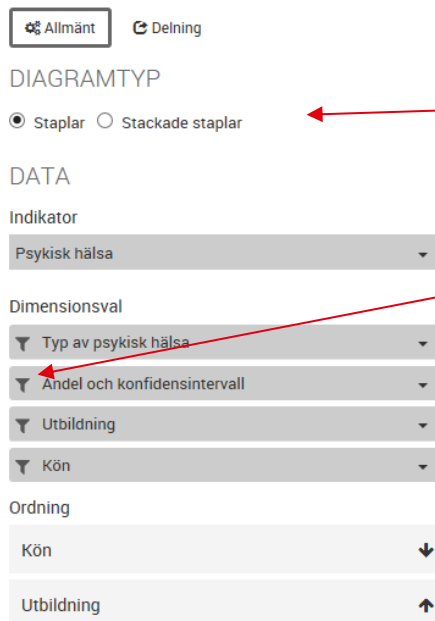 Allmänt Delning
DIAGRAMTYP
Staplar Stackade staplar
DATA
Indikator
Psykisk hälsa
Dimensionsval
Typ av psykisk hälsa
Andel och konfidensintervall
Utbildning
Kön
Ordning
Kön
Utbildning